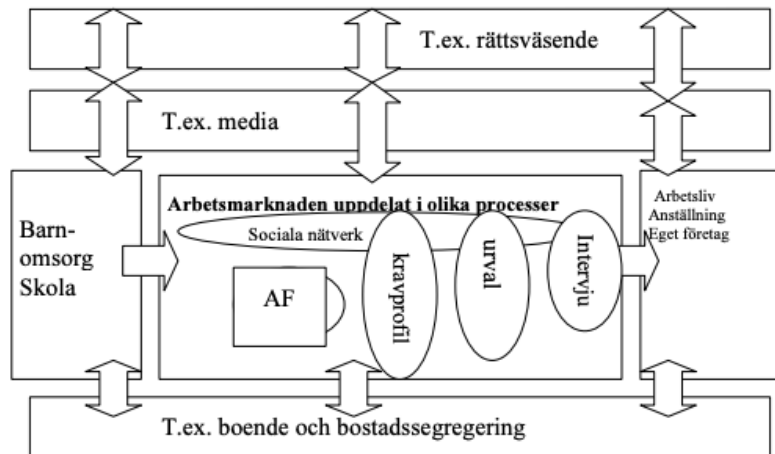 T.ex. rättsväsende
T.ex. media
Barn-
omsorg
Skola
Arbetsmarknaden uppdelat i olika processer
Sociala nätverk
AF
kravprofil
urval
Intervju
Arbetsliv
Anställning
Eget företag
T.ex. boende och bostadssegregering